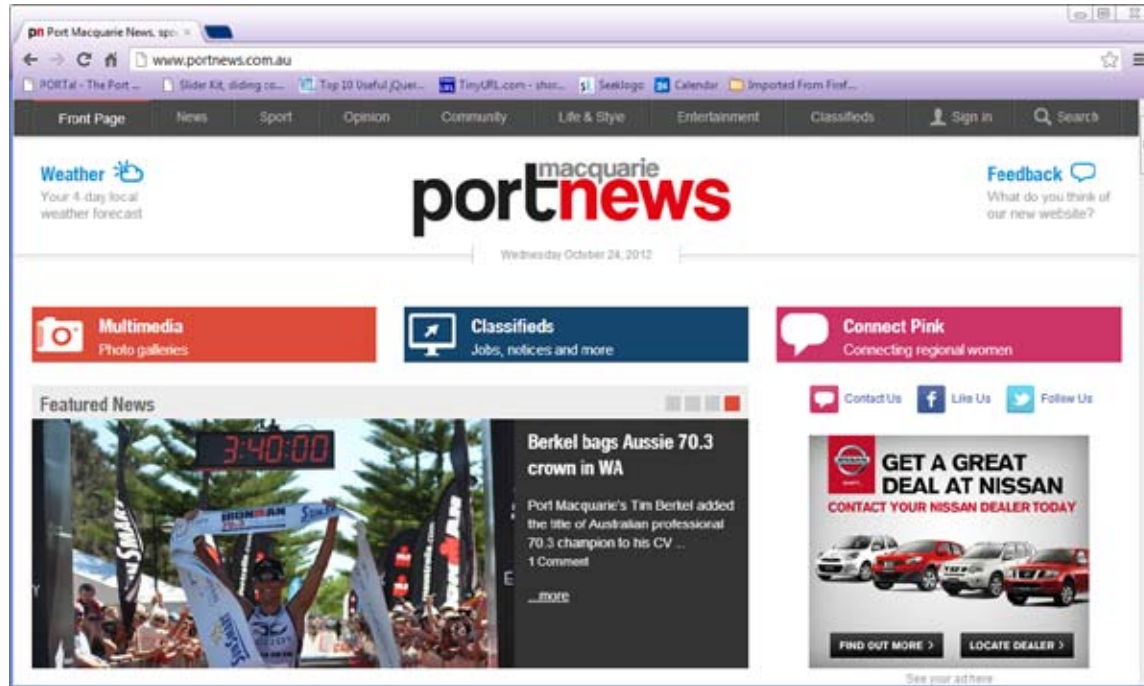 pn Port Macquarie News, spo
www.portnews.com.au
PORTal - The Port ...
Slider Kit, sliding co...
Top 10 Useful jQuer...
TinyURL.com - shor...
Seeklogo
Calendar
Imported From Firef...
Front Page
News
Sport
Opinion
Community
Life & Style
Entertainment
Classifieds
Sign in
Search
Weather
Your 4-day local
weather forecast
macquarie
portnews
Wednesday October 24, 2012
Feedback
What do you think of
our new website?
Multimedia
Photo galleries
Classifieds
Jobs, notices and more
Connect Pink
Connecting regional women
Featured News
3:40:00
IRONMAN
70.3
SunSmart
Berkel bags Aussie 70.3
crown in WA
Port Macquarie's Tim Berkel added
the title of Australian professional
70.3 champion to his CV ...
1 Comment
...more
Contact Us
Like Us
Follow Us
NISSAN
GET A GREAT
DEAL AT NISSAN
CONTACT YOUR NISSAN DEALER TODAY
FIND OUT MORE >
LOCATE DEALER >
See your ad here